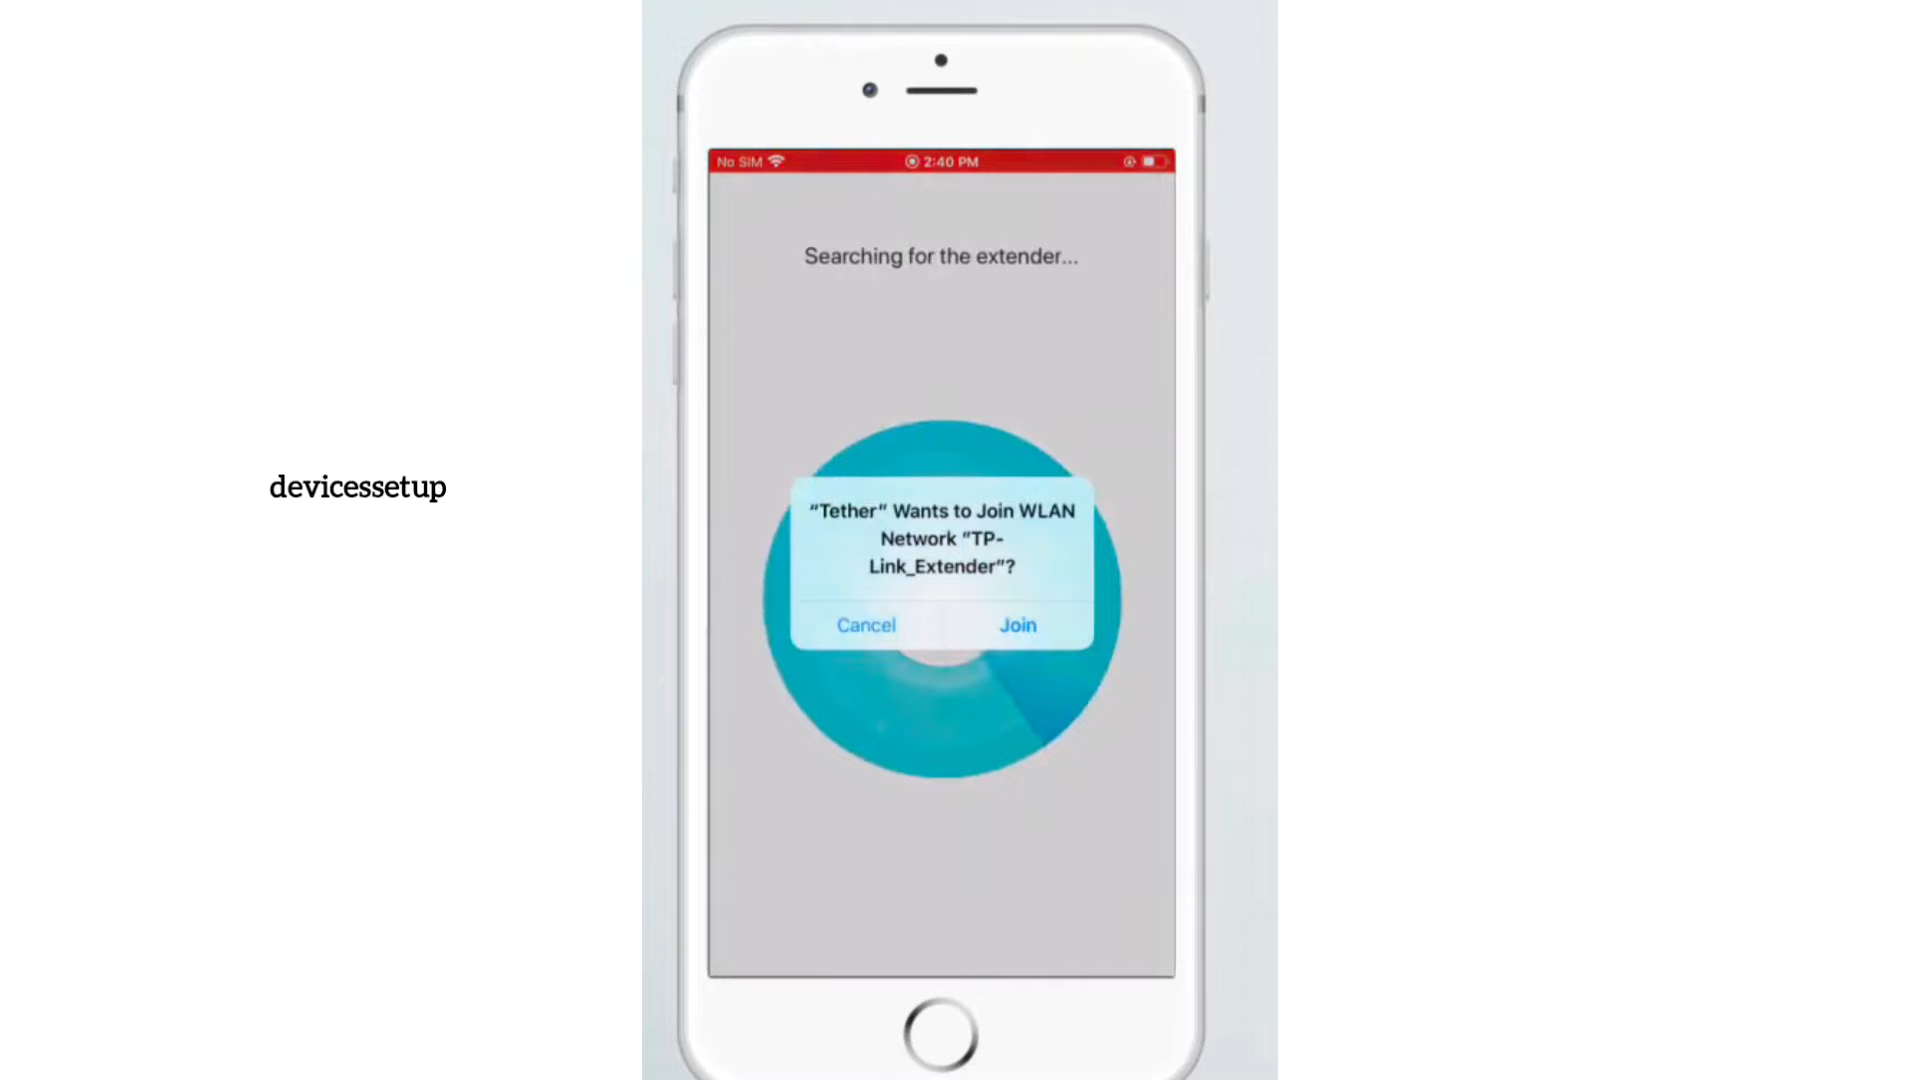 No SIM 2:40 PM
Searching for the extender...
devicessetup
"Tether" Wants to Join WLAN
Network "TP-
Link_Extender"?
Cancel Join